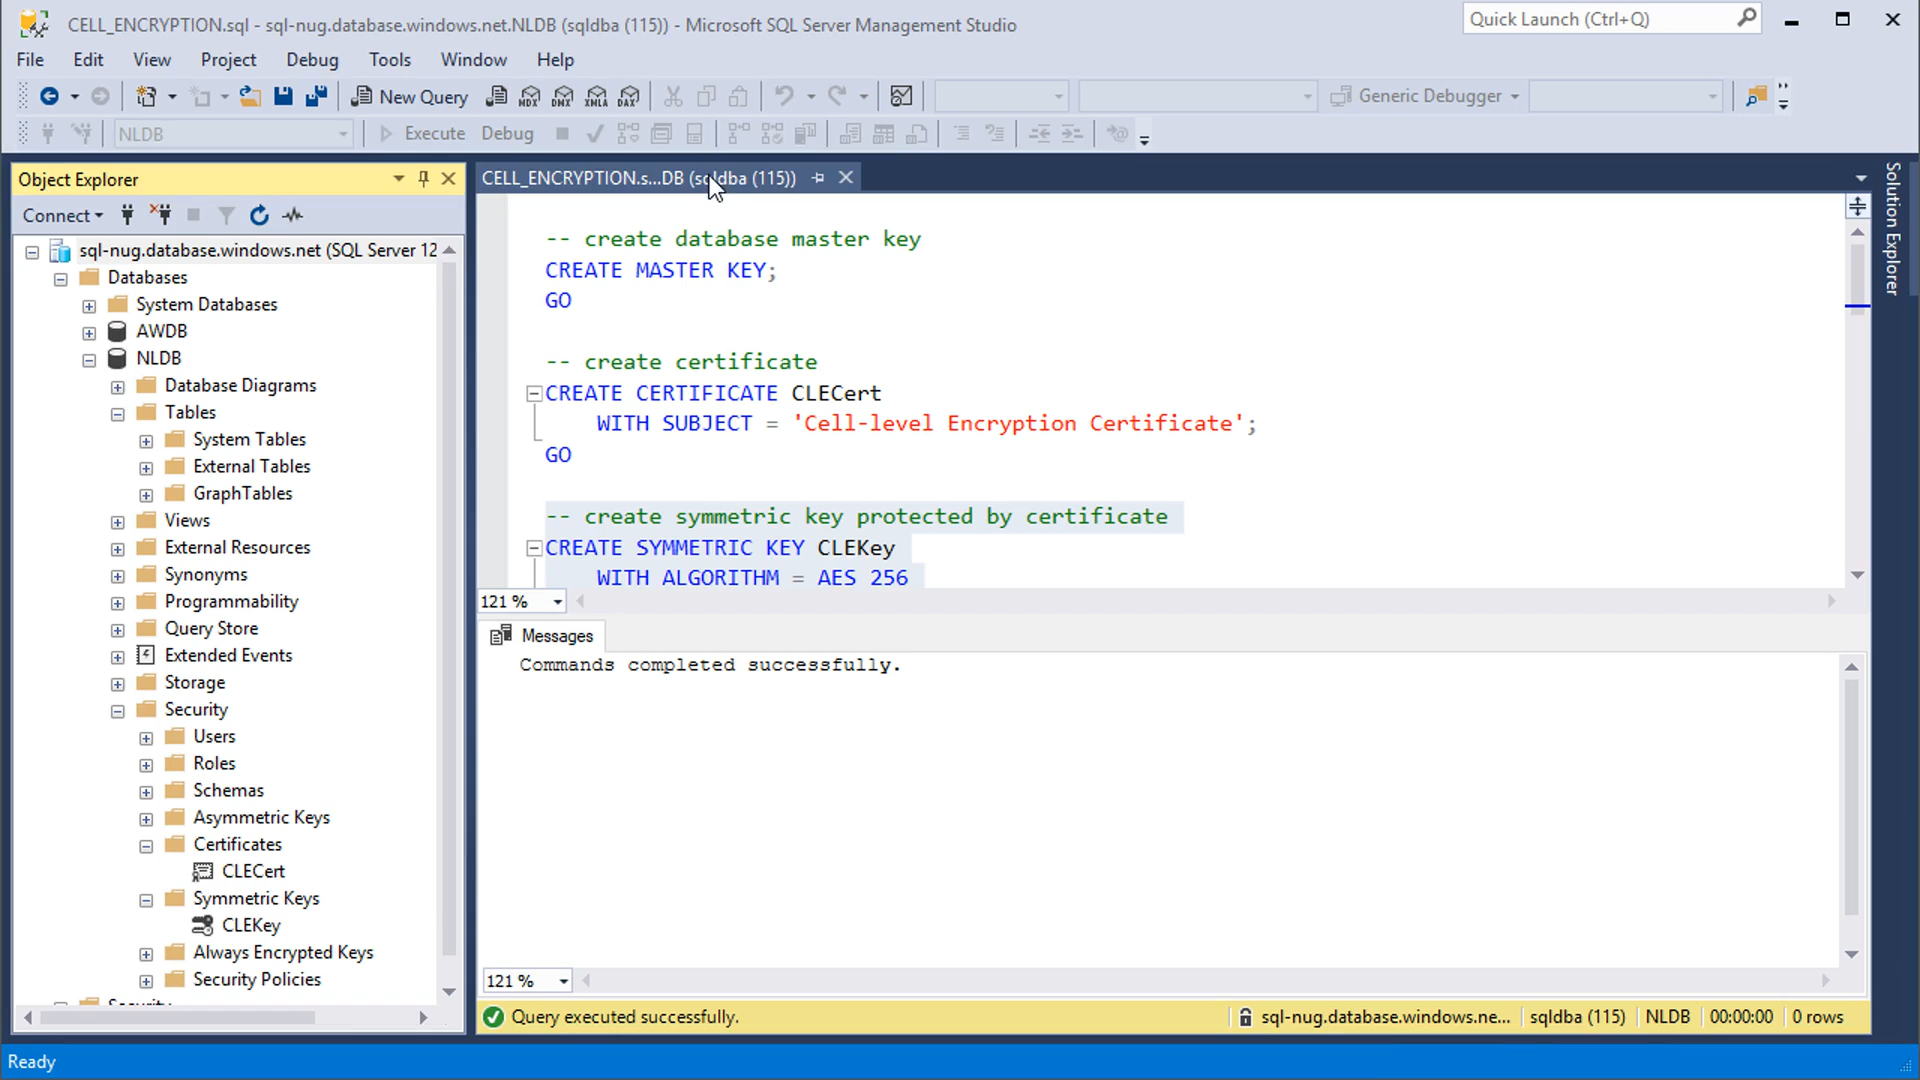 CELL_ENCRYPTION.sql - sql-nug.database.windows.net.NLDB (sqldba (115)) - Microsoft SQL Server Management Studio
Quick Launch (Ctrl+Q)
File Edit View Project Debug Tools Window Help
New Query MDX DMX XMLA DAX Generic Debugger
NLDB Execute Debug
Object Explorer
Connect
sql-nug.database.windows.net (SQL Server 12
Databases
System Databases
AWDB
NLDB
Database Diagrams
Tables
System Tables
External Tables
GraphTables
Views
External Resources
Synonyms
Programmability
Query Store
Extended Events
Storage
Security
Users
Roles
Schemas
Asymmetric Keys
Certificates
CLECert
Symmetric Keys
CLEKey
Always Encrypted Keys
Security Policies
Security
CELL_ENCRYPTION.s...DB (sqldba (115))
-- create database master key
CREATE MASTER KEY;
GO
-- create certificate
CREATE CERTIFICATE CLECert
WITH SUBJECT = 'Cell-level Encryption Certificate';
GO
-- create symmetric key protected by certificate
CREATE SYMMETRIC KEY CLEKey
WITH ALGORITHM = AES 256
121 %
Messages
Commands completed successfully.
121 %
Query executed successfully. sql-nug.database.windows.ne... sqldba (115) NLDB 00:00:00 0 rows
Solution Explorer
Ready